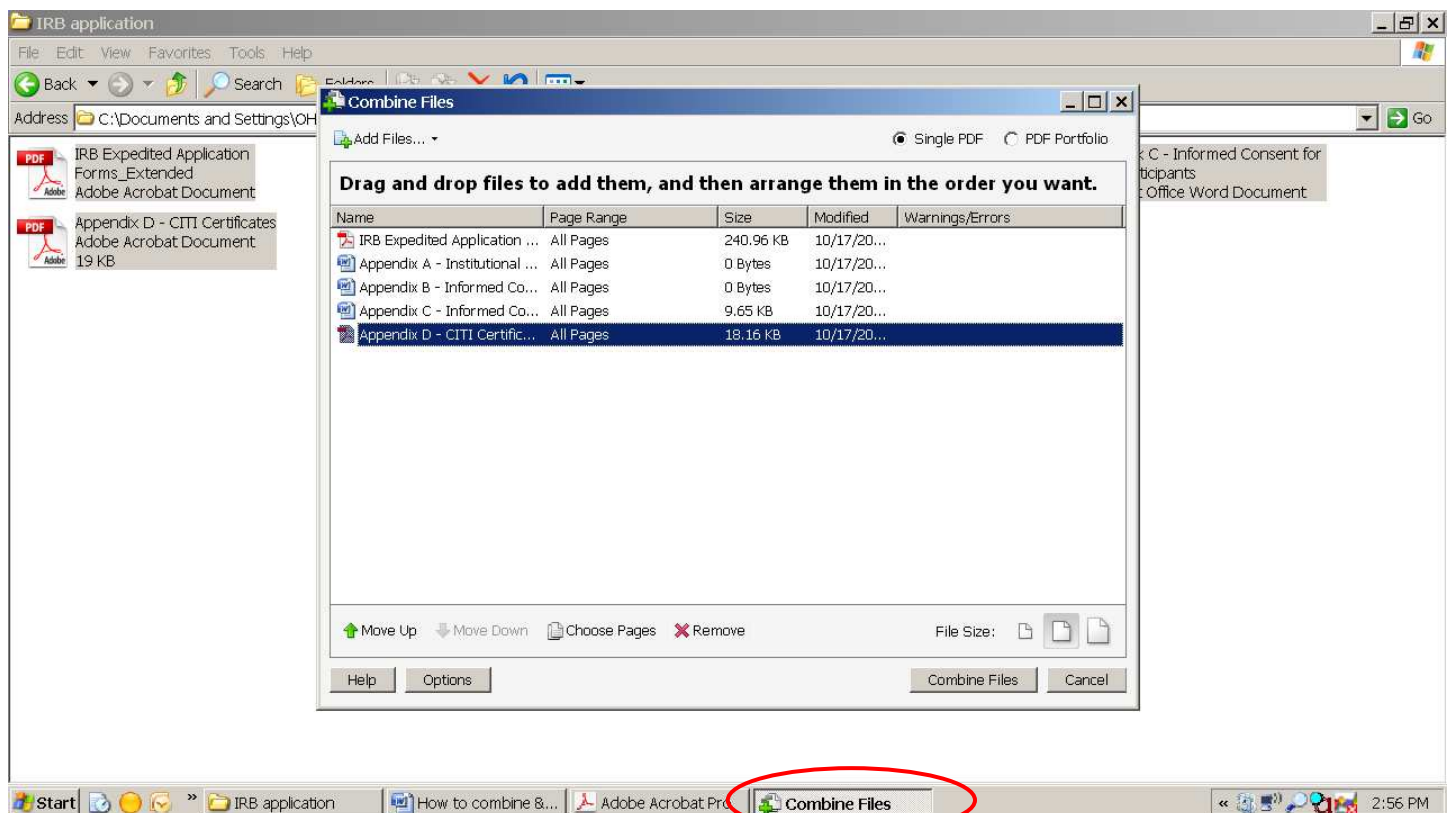 IRB application
File Edit View Favorites Tools Help
Back Search Folders
Address C:\Documents and Settings\OH
Go
PDF
Adobe
IRB Expedited Application
Forms_Extended
Adobe Acrobat Document
PDF
Adobe
Appendix D - CITI Certificates
Adobe Acrobat Document
19 KB
C - Informed Consent for
ticipants
Office Word Document
Combine Files
Add Files... Single PDF PDF Portfolio
Drag and drop files to add them, and then arrange them in the order you want.
Name Page Range Size Modified Warnings/Errors
IRB Expedited Application ... All Pages 240.96 KB 10/17/20...
Appendix A - Institutional ... All Pages 0 Bytes 10/17/20...
Appendix B - Informed Co... All Pages 0 Bytes 10/17/20...
Appendix C - Informed Co... All Pages 9.65 KB 10/17/20...
Appendix D - CITI Certific... All Pages 18.16 KB 10/17/20...
Move Up Move Down Choose Pages Remove File Size:
Help Options Combine Files Cancel
Start » IRB application How to combine &... Adobe Acrobat Pro Combine Files « 2:56 PM